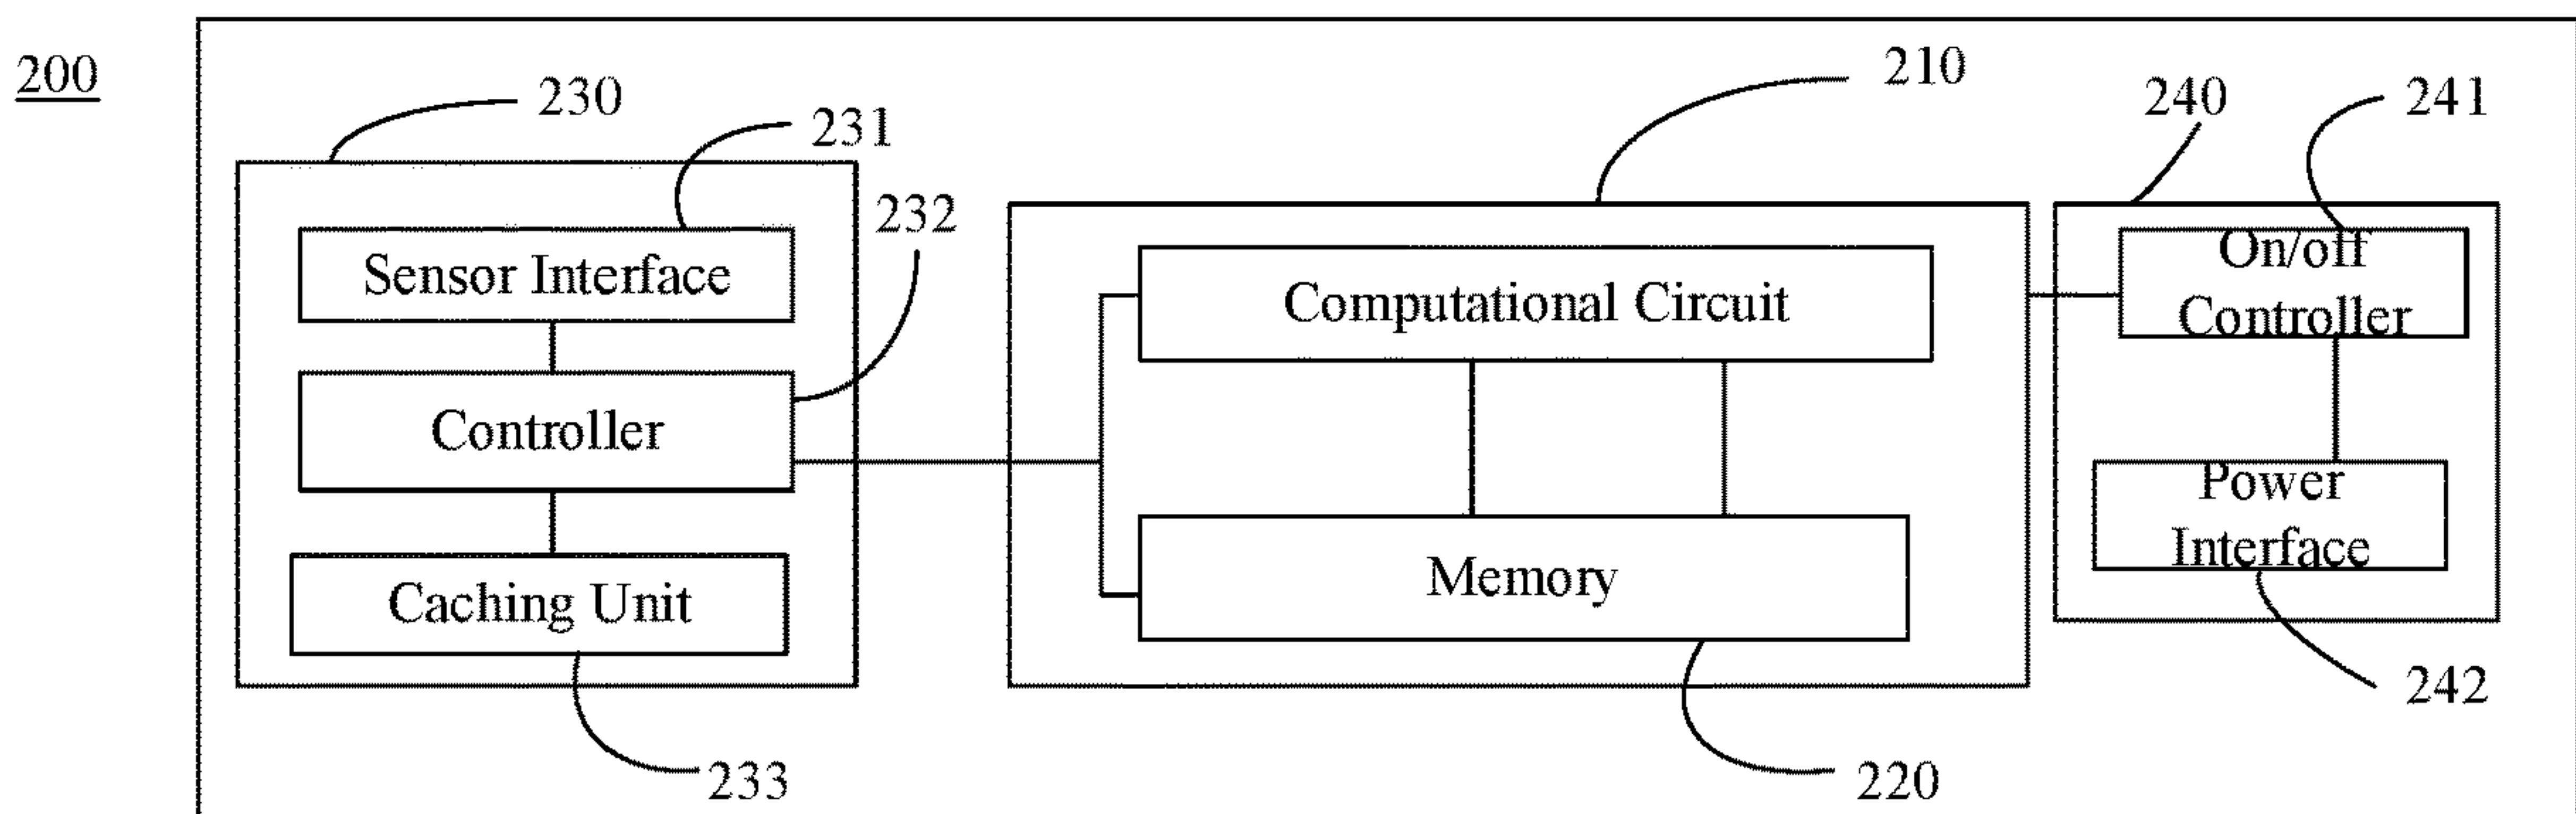 200
230
231
232
210
240
241
Sensor Interface
Controller
Caching Unit
233
Computational Circuit
Memory
220
On/off
Controller
Power
Interface
242